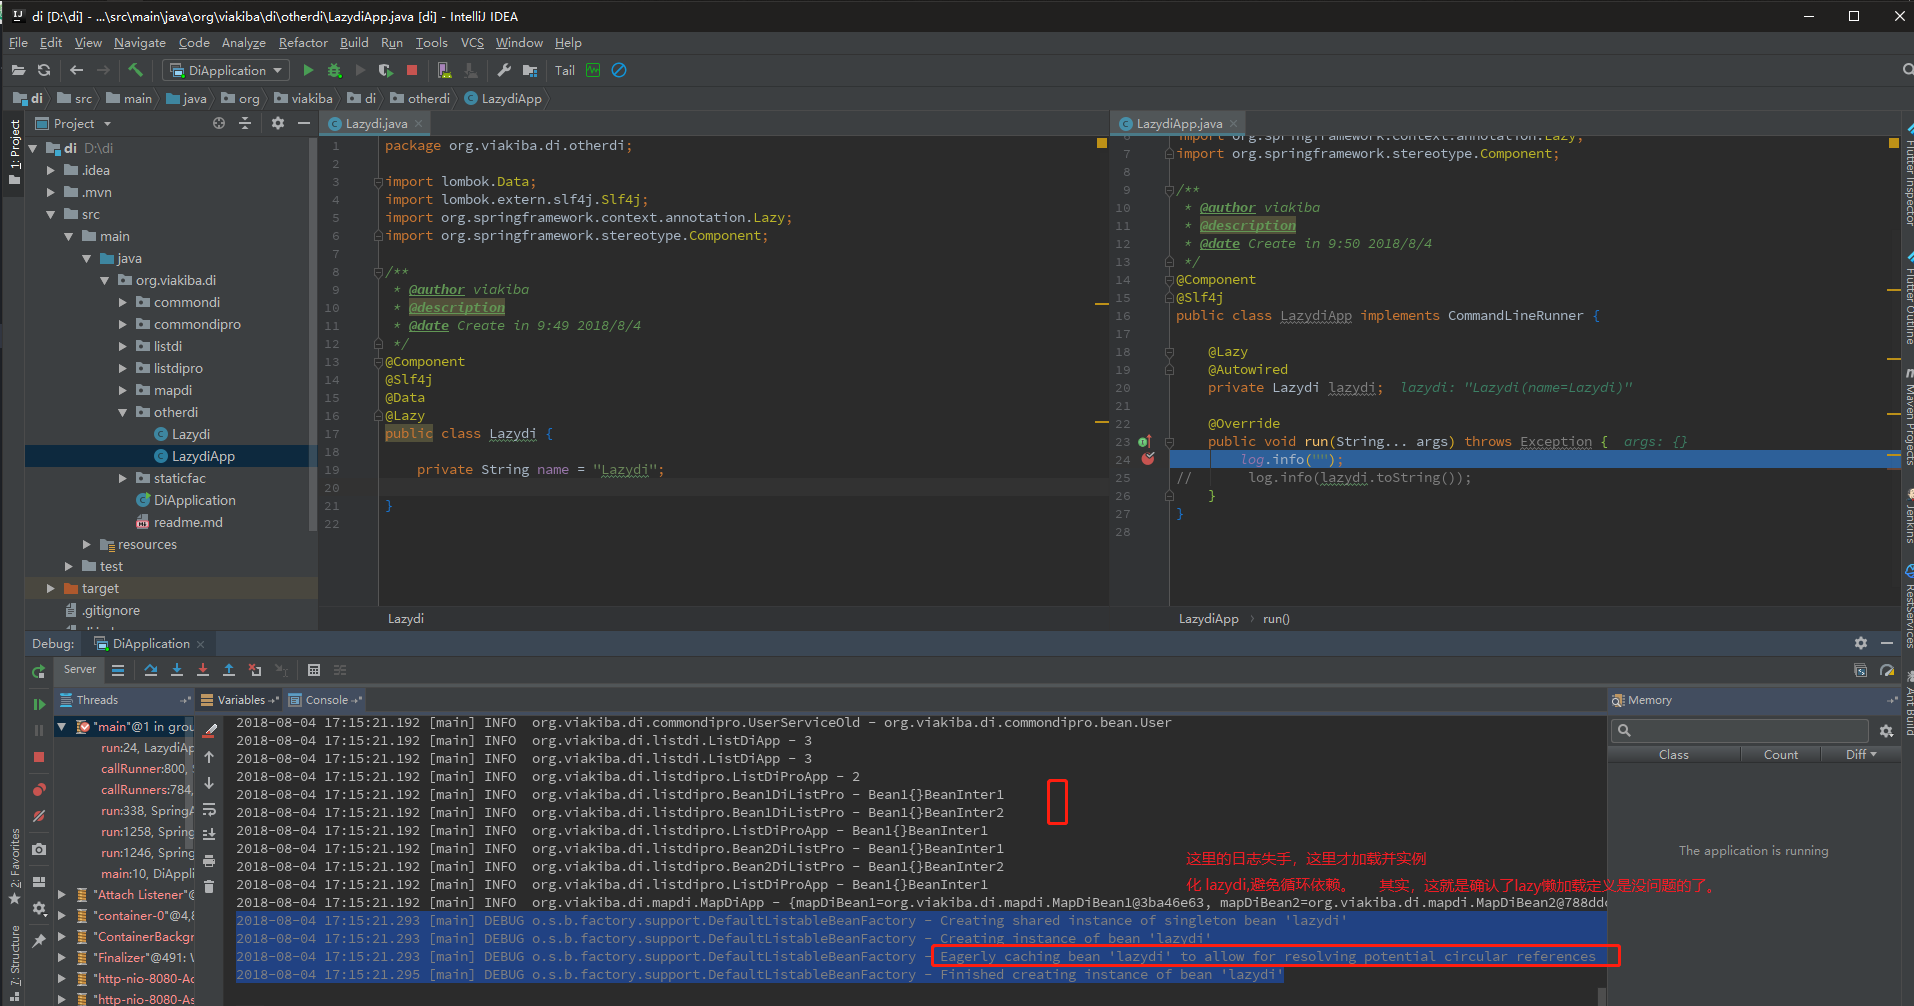 di [D:\di] - ...\src\main\java\org\viakiba\di\otherdi\LazydiApp.java [di] - IntelliJ IDEA
File Edit View Navigate Code Analyze Refactor Build Run Tools VCS Window Help
DiApplication Tail
di src main java org viakiba di otherdi LazydiApp
1: Project
Project
di D:\di
.idea
.mvn
src
main
java
org.viakiba.di
commondi
commondipro
listdi
listdipro
mapdi
otherdi
Lazydi
LazydiApp
staticfac
DiApplication
readme.md
resources
test
target
.gitignore
Lazydi.java
1 package org.viakiba.di.otherdi;
2
3 import lombok.Data;
4 import lombok.extern.slf4j.Slf4j;
5 import org.springframework.context.annotation.Lazy;
6 import org.springframework.stereotype.Component;
7
8 /**
9 * @author viakiba
10 * @description
11 * @date Create in 9:49 2018/8/4
12 */
13 @Component
14 @Slf4j
15 @Data
16 @Lazy
17 public class Lazydi {
18
19 private String name = "Lazydi";
20
21 }
22
Lazydi
LazydiApp.java
import org.springframework.context.annotation.Lazy;
7 import org.springframework.stereotype.Component;
8
9 /**
10 * @author viakiba
11 * @description
12 * @date Create in 9:50 2018/8/4
13 */
14 @Component
15 @Slf4j
16 public class LazydiApp implements CommandLineRunner {
17
18 @Lazy
19 @Autowired
20 private Lazydi lazydi; lazydi: "Lazydi(name=Lazydi)"
21
22 @Override
23 public void run(String... args) throws Exception { args: {}
24 log.info("");
25 // log.info(lazydi.toString());
26 }
27 }
28
LazydiApp run()
Flutter Inspector
Flutter Outline
Maven Projects
Jenkins
RestServices
Ant Build
Debug: DiApplication
Server
Threads
"main"@1 in grou
run:24, LazydiAp
callRunner:800,
callRunners:784,
run:338, SpringA
run:1258, Spring
run:1246, Spring
main:10, DiAppli
"Attach Listener"@
"container-0"@4,8
"ContainerBackgr
"Finalizer"@491: W
"http-nio-8080-Ac
"http-nio-8080-As
2: Favorites
7: Structure
Variables Console
2018-08-04 17:15:21.192 [main] INFO org.viakiba.di.commondipro.UserServiceOld - org.viakiba.di.commondipro.bean.User
2018-08-04 17:15:21.192 [main] INFO org.viakiba.di.listdi.ListDiApp - 3
2018-08-04 17:15:21.192 [main] INFO org.viakiba.di.listdi.ListDiApp - 3
2018-08-04 17:15:21.192 [main] INFO org.viakiba.di.listdipro.ListDiProApp - 2
2018-08-04 17:15:21.192 [main] INFO org.viakiba.di.listdipro.Bean1DiListPro - Bean1{}BeanInter1
2018-08-04 17:15:21.192 [main] INFO org.viakiba.di.listdipro.Bean1DiListPro - Bean1{}BeanInter2
2018-08-04 17:15:21.192 [main] INFO org.viakiba.di.listdipro.ListDiProApp - Bean1{}BeanInter1
2018-08-04 17:15:21.192 [main] INFO org.viakiba.di.listdipro.Bean2DiListPro - Bean1{}BeanInter1
2018-08-04 17:15:21.192 [main] INFO org.viakiba.di.listdipro.Bean2DiListPro - Bean1{}BeanInter2
2018-08-04 17:15:21.192 [main] INFO org.viakiba.di.listdipro.ListDiProApp - Bean1{}BeanInter1
2018-08-04 17:15:21.192 [main] INFO org.viakiba.di.mapdi.MapDiApp - {mapDiBean1=org.viakiba.di.mapdi.MapDiBean1@3ba46e63, mapDiBean2=org.viakiba.di.mapdi.MapDiBean2@788ddc
2018-08-04 17:15:21.293 [main] DEBUG o.s.b.factory.support.DefaultListableBeanFactory - Creating shared instance of singleton bean 'lazydi'
2018-08-04 17:15:21.293 [main] DEBUG o.s.b.factory.support.DefaultListableBeanFactory - Creating instance of bean 'lazydi'
2018-08-04 17:15:21.293 [main] DEBUG o.s.b.factory.support.DefaultListableBeanFactory - Eagerly caching bean 'lazydi' to allow for resolving potential circular references
2018-08-04 17:15:21.295 [main] DEBUG o.s.b.factory.support.DefaultListableBeanFactory - Finished creating instance of bean 'lazydi'
这里的日志失手，这里才加载并实例
化 lazydi,避免循环依赖。 其实，这就是确认了lazy懒加载定义是没问题的了。
Memory
Class Count Diff
The application is running